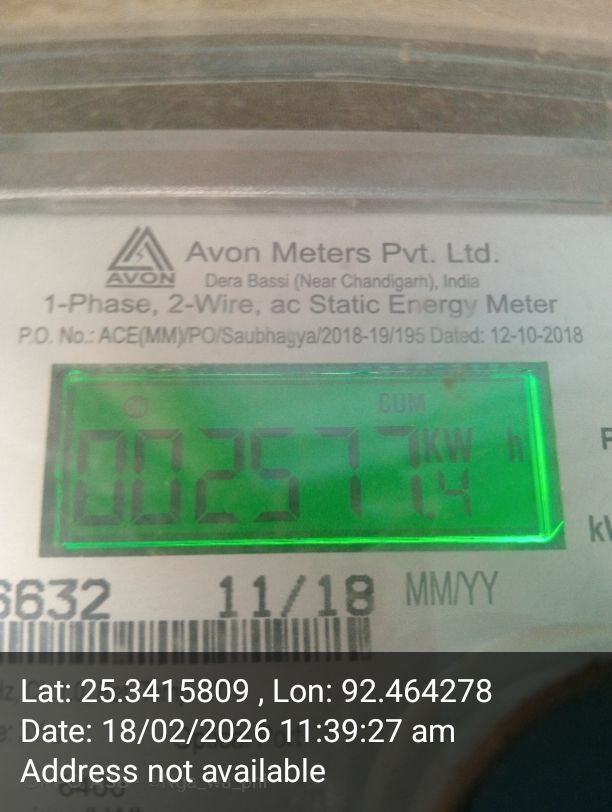 AVON
Avon Meters Pvt. Ltd.
Dera Bassi (Near Chandigarh), India
1-Phase, 2-Wire, ac Static Energy Meter
P.O. No.: ACE(MM)/PO/Saubhagya/2018-19/195 Dated: 12-10-2018
CUM
002577.4 KW h
6632 11/18 MM/YY
Lat: 25.3415809 , Lon: 92.464278
Date: 18/02/2026 11:39:27 am
Address not available